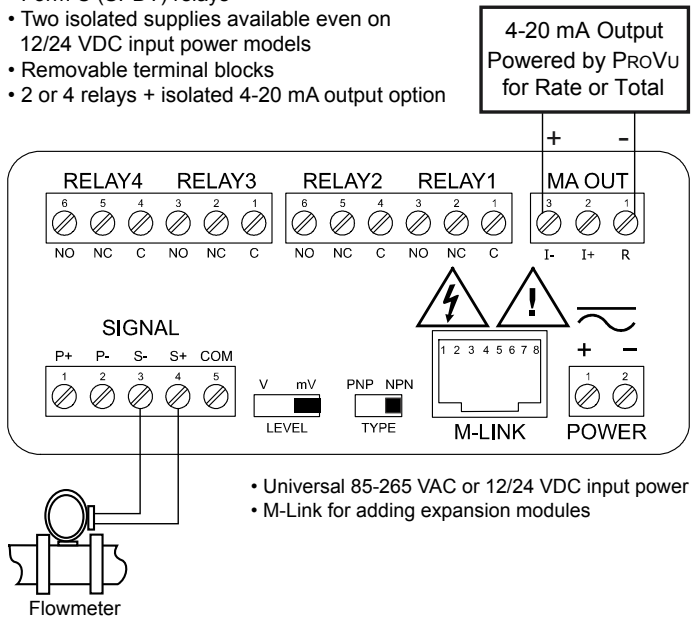 • Two isolated supplies available even on
12/24 VDC input power models
• Removable terminal blocks
• 2 or 4 relays + isolated 4-20 mA output option
4-20 mA Output
Powered by PROVU
for Rate or Total
+ -
RELAY4 RELAY3 RELAY2 RELAY1 MA OUT
6 5 4 3 2 1 6 5 4 3 2 1 3 2 1
NO NC C NO NC C NO NC C NO NC C I- I+ R
SIGNAL
P+ P- S- S+ COM
1 2 3 4 5
V mV
LEVEL
PNP NPN
TYPE
1 2 3 4 5 6 7 8
M-LINK
+ -
1 2
POWER
• Universal 85-265 VAC or 12/24 VDC input power
• M-Link for adding expansion modules
Flowmeter